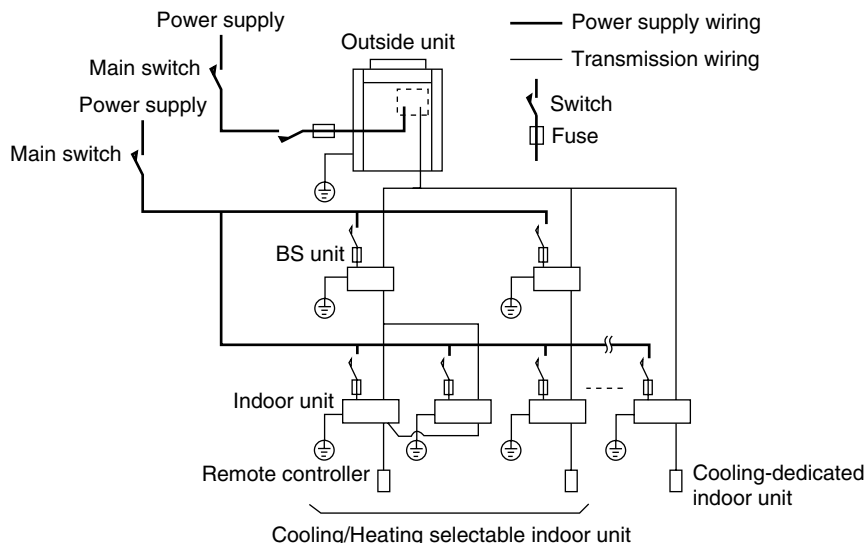 Power supply
Outside unit
Power supply wiring
Main switch
Transmission wiring
Power supply
Switch
Fuse
Main switch
BS unit
Indoor unit
Remote controller
Cooling-dedicated
indoor unit
Cooling/Heating selectable indoor unit